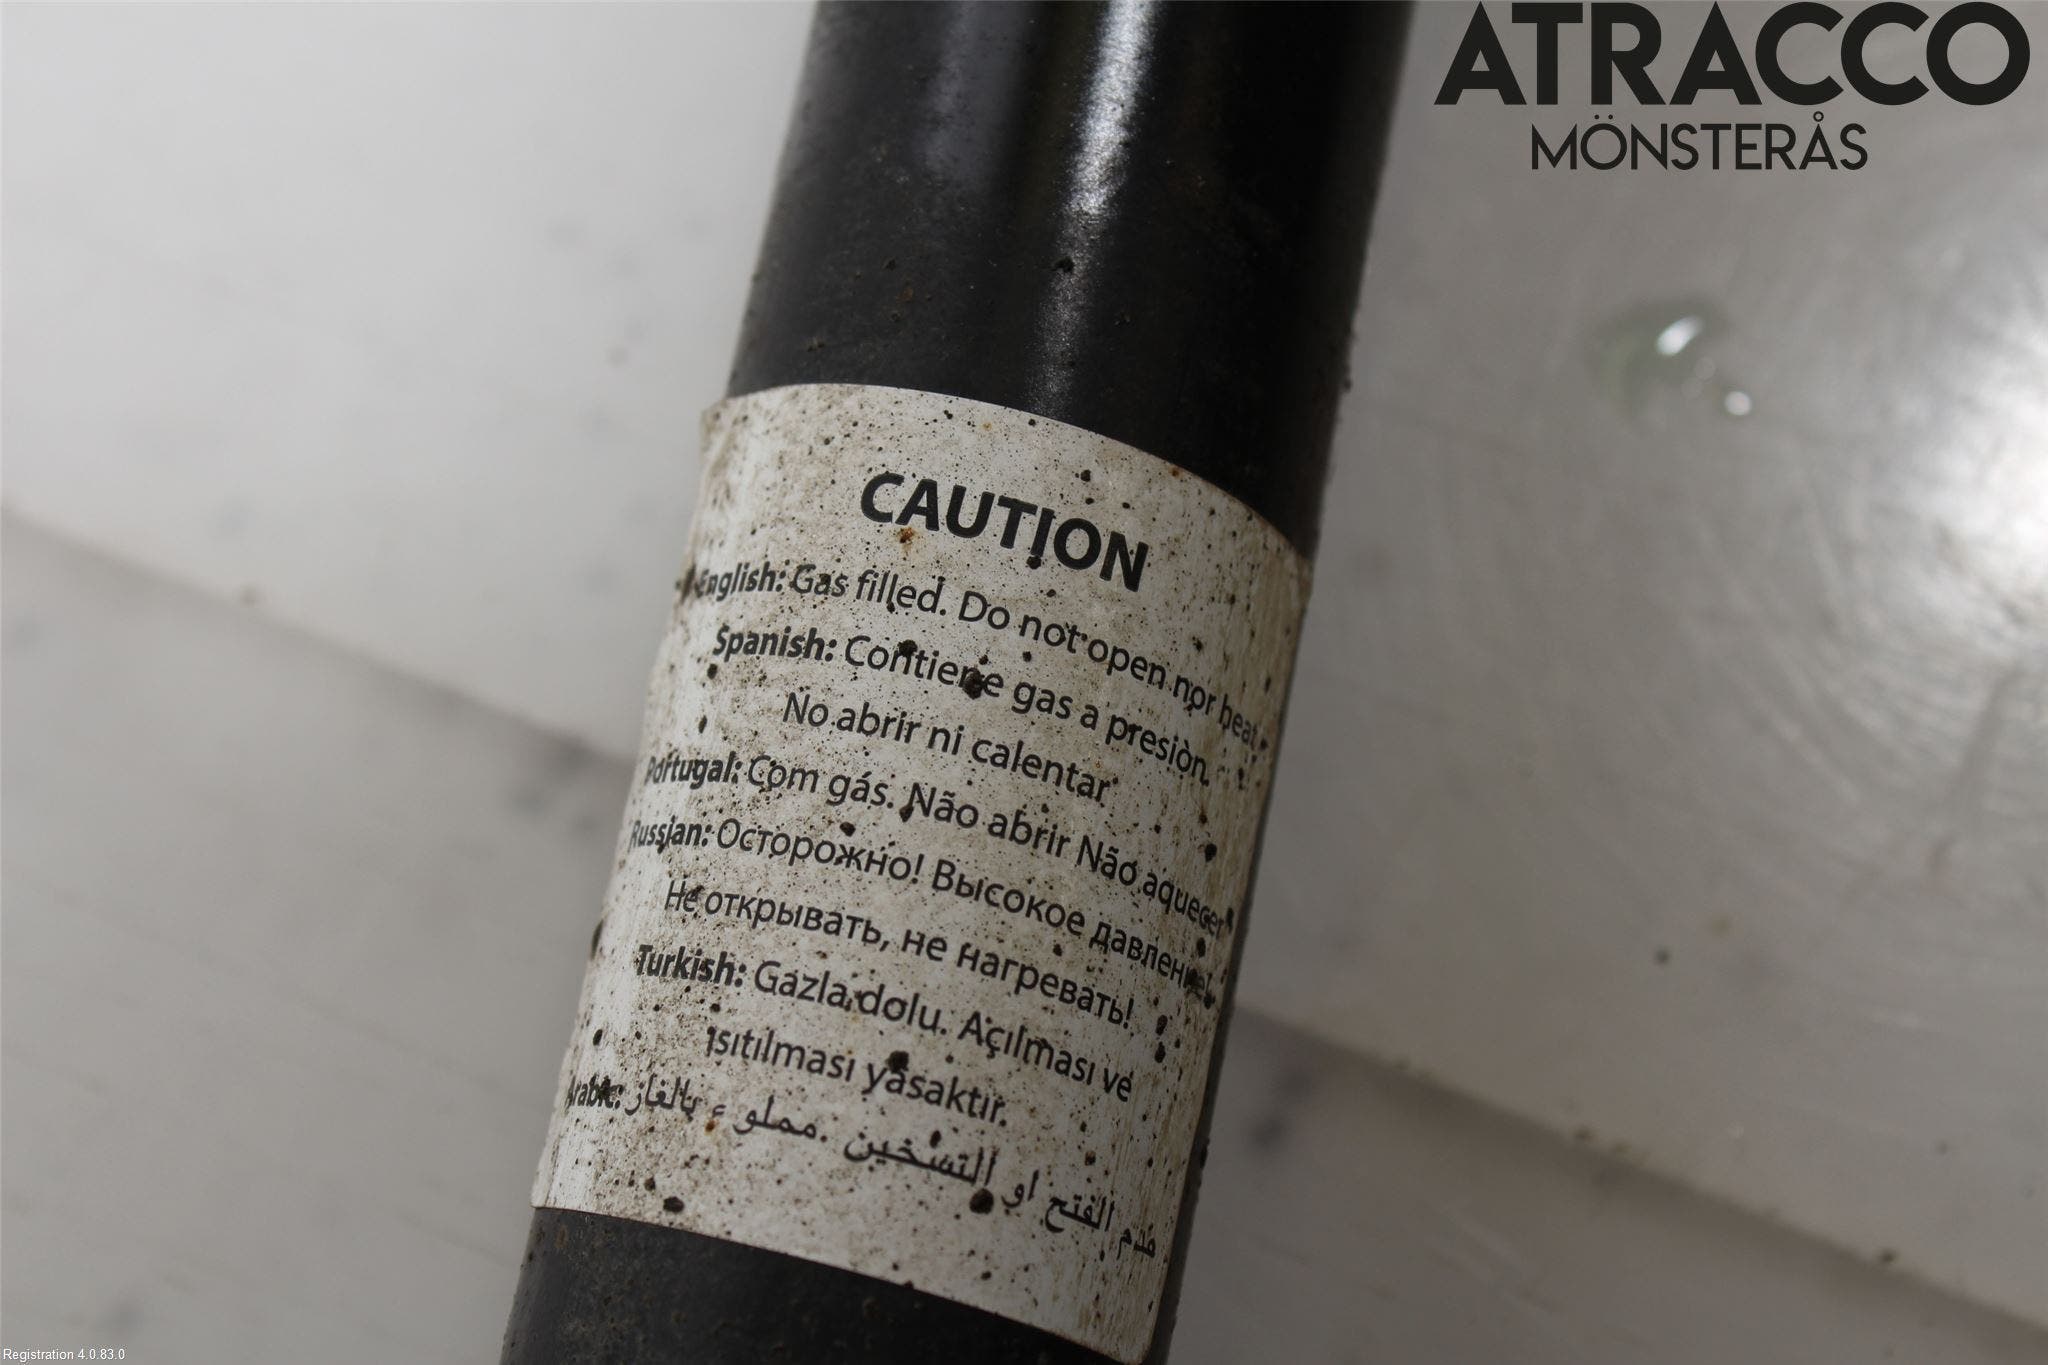 ATRACCO
MÖNSTERÅS
CAUTION
English: Gas filled. Do not open nor heat
Spanish: Contiene gas a presiòn.
No abrir ni calentar
Portugal: Com gás. Não abrir Não aquecer
Russian: Осторожно! Высокое давление!
Не открывать, не нагревать!
Turkish: Gazla dolu. Açılması ve
ısıtılması yasaktır.
Arabic: مملوء بالغاز.
الفتح او التسخين
Registration 4.0.83.0